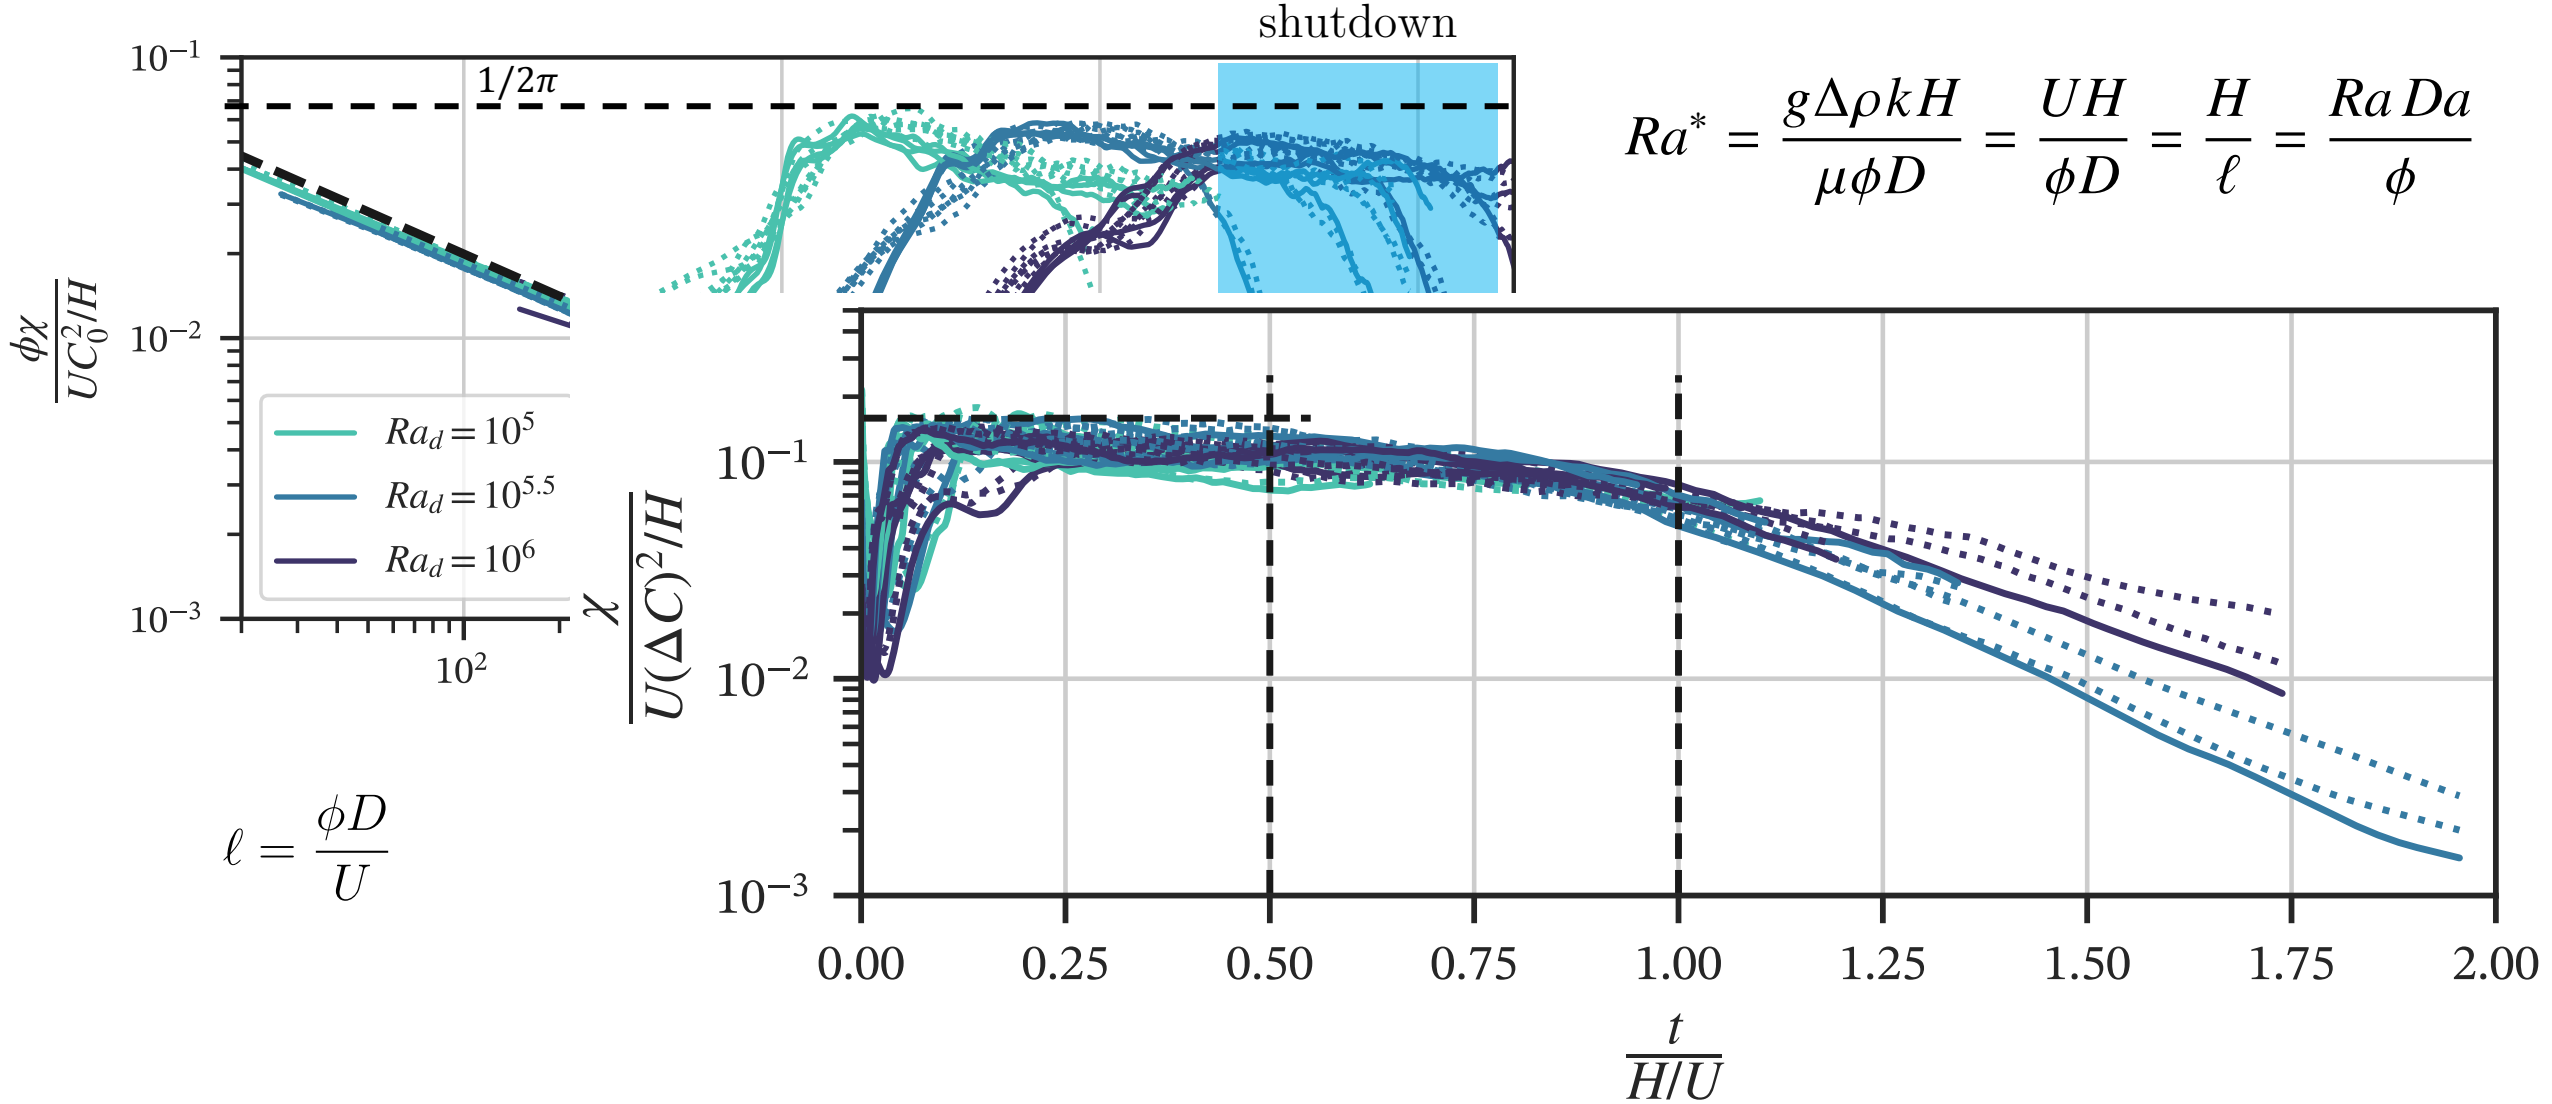 shutdown
10⁻¹
1/2π
Ra* = gΔρkH/μϕD = UH/ϕD = H/ℓ = Ra Da/ϕ
ϕχ / UC₀²/H
10⁻²
Ra_d = 10⁵
Ra_d = 10^5.5
Ra_d = 10⁶
10⁻³
10²
χ / U(ΔC)²/H
10⁻¹
10⁻²
10⁻³
ℓ = ϕD/U
0.00 0.25 0.50 0.75 1.00 1.25 1.50 1.75 2.00
t / H/U